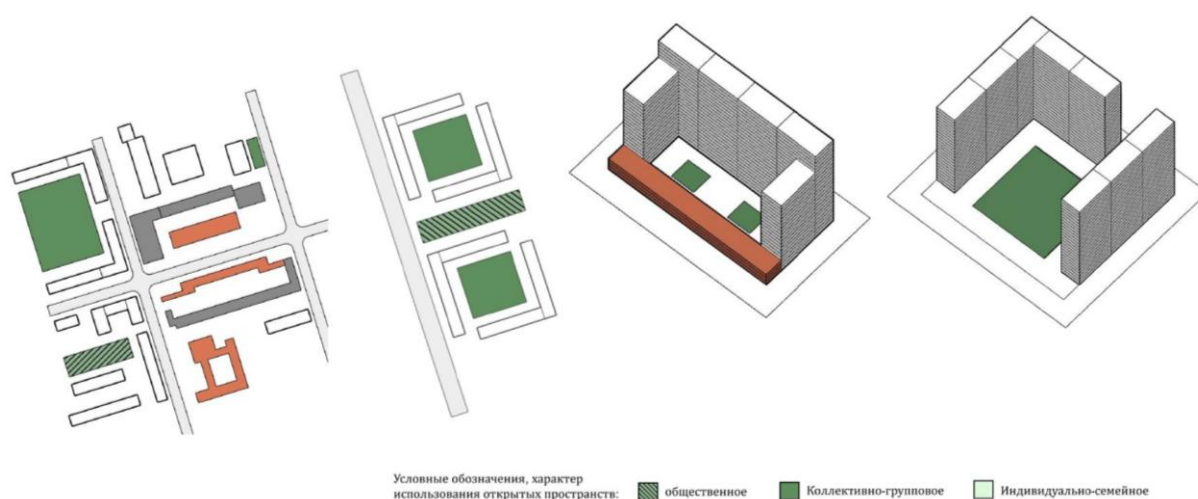 Условные обозначения, характер
использования открытых пространств: общественное Коллективно-групповое Индивидуально-семейное